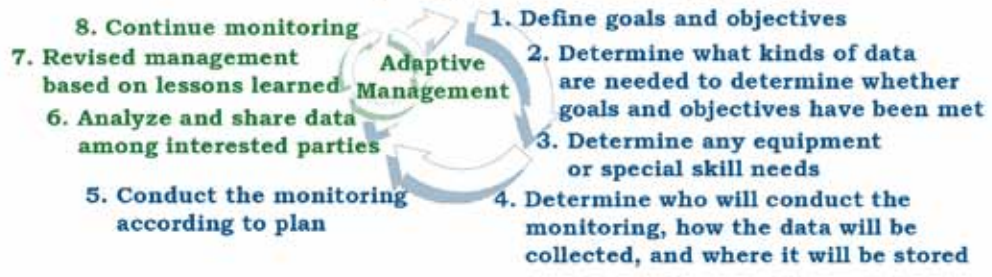 1. Define goals and objectives
2. Determine what kinds of data
are needed to determine whether
goals and objectives have been met
3. Determine any equipment
or special skill needs
4. Determine who will conduct the
monitoring, how the data will be
collected, and where it will be stored
5. Conduct the monitoring
according to plan
6. Analyze and share data
among interested parties
7. Revised management
based on lessons learned
8. Continue monitoring
Adaptive
Management